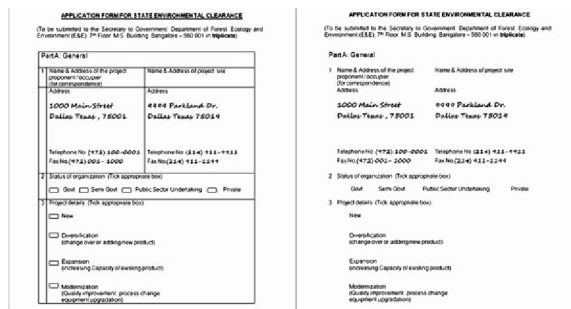 APPLICATION FORM FOR STATE ENVIRONMENTAL CLEARANCE
(To be submitted to the Secretary to Government. Department of Forest Ecology and
Environment (E&E), 7th Floor M.S. Building, Bangalore – 560 001 in triplicate)
Part A: General
1 Name & Address of the project proponent / occupier (for correspondence)
Name & Address of project site
Address
Address
1000 Main Street
Dallas Texas , 75001
9999 Parkland Dr.
Dallas Texas 75019
Telephone No. (972) 100-0001
Telephone No. (214) 911-9911
Fax No. (972) 001- 1000
Fax No. (214) 911-1199
2 Status of organization (Tick appropriate box)
Govt Semi Govt Public Sector Undertaking Private
3 Project details (Tick appropriate box)
New
Diversification
(change over or adding new product)
Expansion
(increasing Capacity of existing product)
Modernization
(Quality improvement process change
equipment upgradation)
APPLICATION FORM FOR STATE ENVIRONMENTAL CLEARANCE
(To be submitted to the Secretary to Government. Department of Forest Ecology and
Environment (E&E), 7th Floor M.S. Building, Bangalore – 560 001 in triplicate)
Part A: General
1 Name & Address of the project proponent / occupier (for correspondence)
Name & Address of project site
Address
Address
1000 Main Street
Dallas Texas , 75001
9999 Parkland Dr.
Dallas Texas 75019
Telephone No. (972) 100-0001
Telephone No. (214) 911-9911
Fax No. (972) 001- 1000
Fax No. (214) 911-1199
2 Status of organization (Tick appropriate box)
Govt Semi Govt Public Sector Undertaking Private
3 Project details (Tick appropriate box)
New
Diversification
(change over or adding new product)
Expansion
(increasing Capacity of existing product)
Modernization
(Quality improvement process change
equipment upgradation)